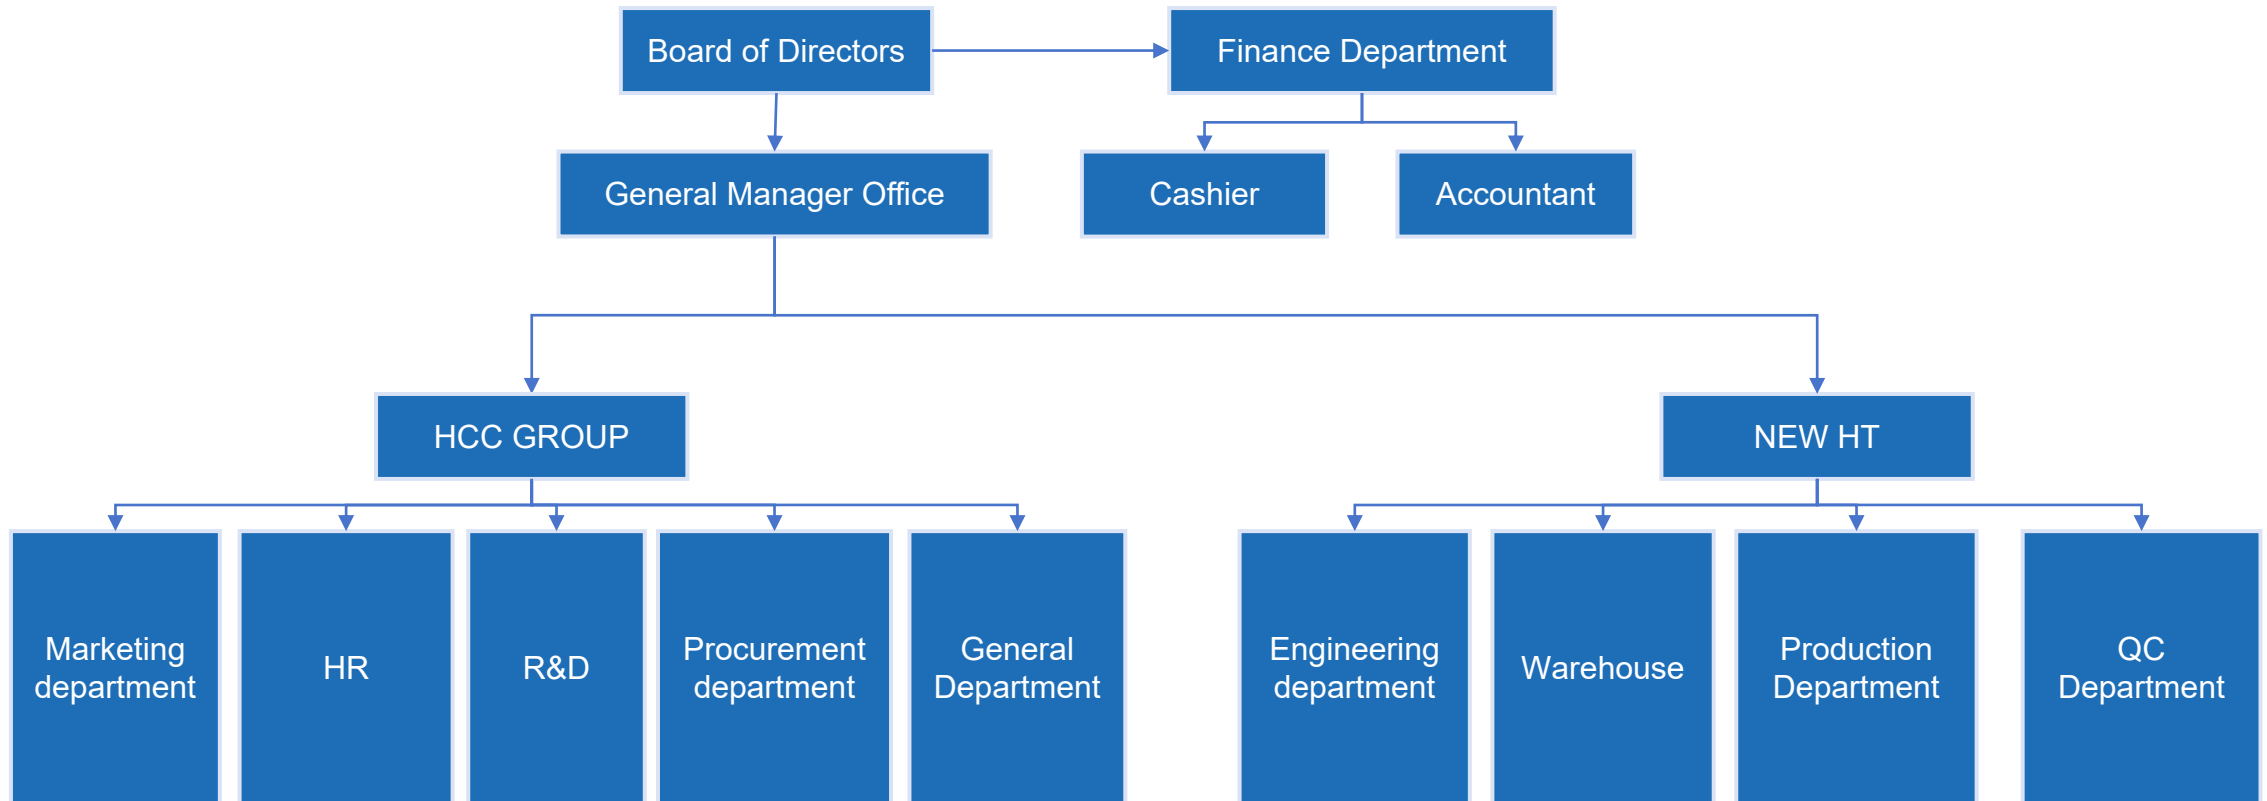 Board of Directors
Finance Department
General Manager Office
Cashier
Accountant
HCC GROUP
NEW HT
Marketing
department
HR
R&D
Procurement
department
General
Department
Engineering
department
Warehouse
Production
Department
QC
Department